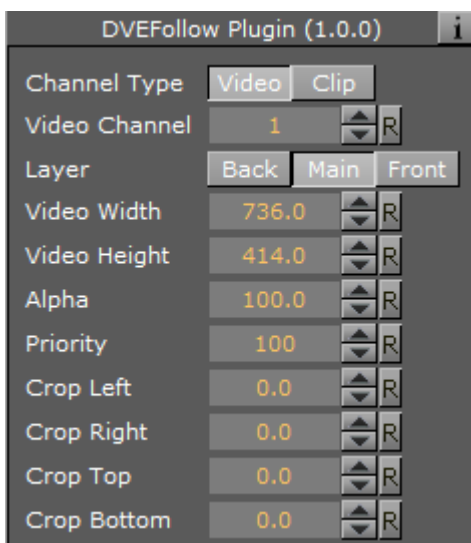 DVEFollow Plugin (1.0.0) i
Channel Type Video Clip
Video Channel 1 R
Layer Back Main Front
Video Width 736.0 R
Video Height 414.0 R
Alpha 100.0 R
Priority 100 R
Crop Left 0.0 R
Crop Right 0.0 R
Crop Top 0.0 R
Crop Bottom 0.0 R